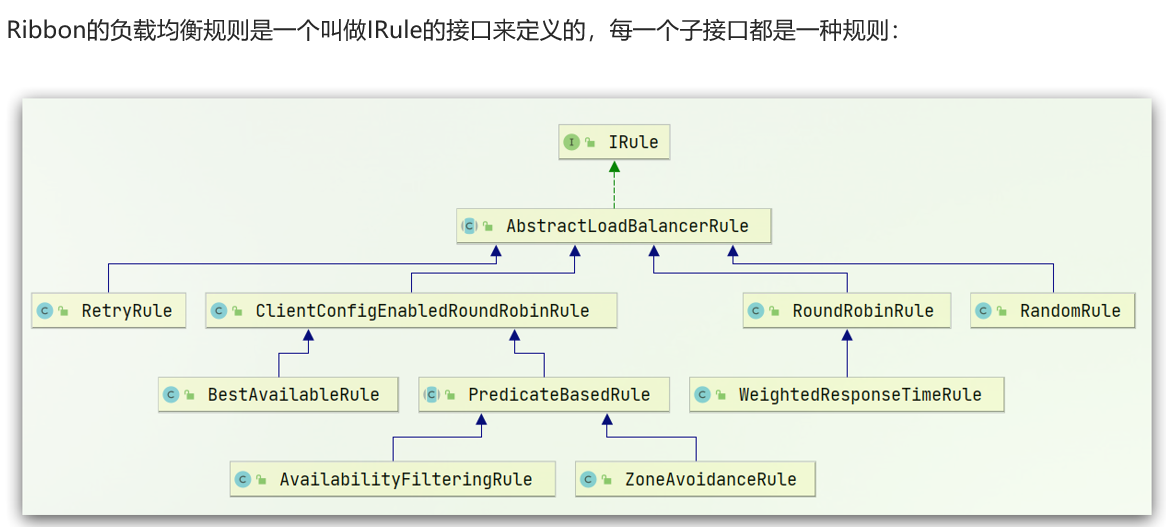 Ribbon的负载均衡规则是一个叫做IRule的接口来定义的，每一个子接口都是一种规则：
I IRule
C AbstractLoadBalancerRule
C RetryRule C ClientConfigEnabledRoundRobinRule C RoundRobinRule C RandomRule
C BestAvailableRule C PredicateBasedRule C WeightedResponseTimeRule
C AvailabilityFilteringRule C ZoneAvoidanceRule